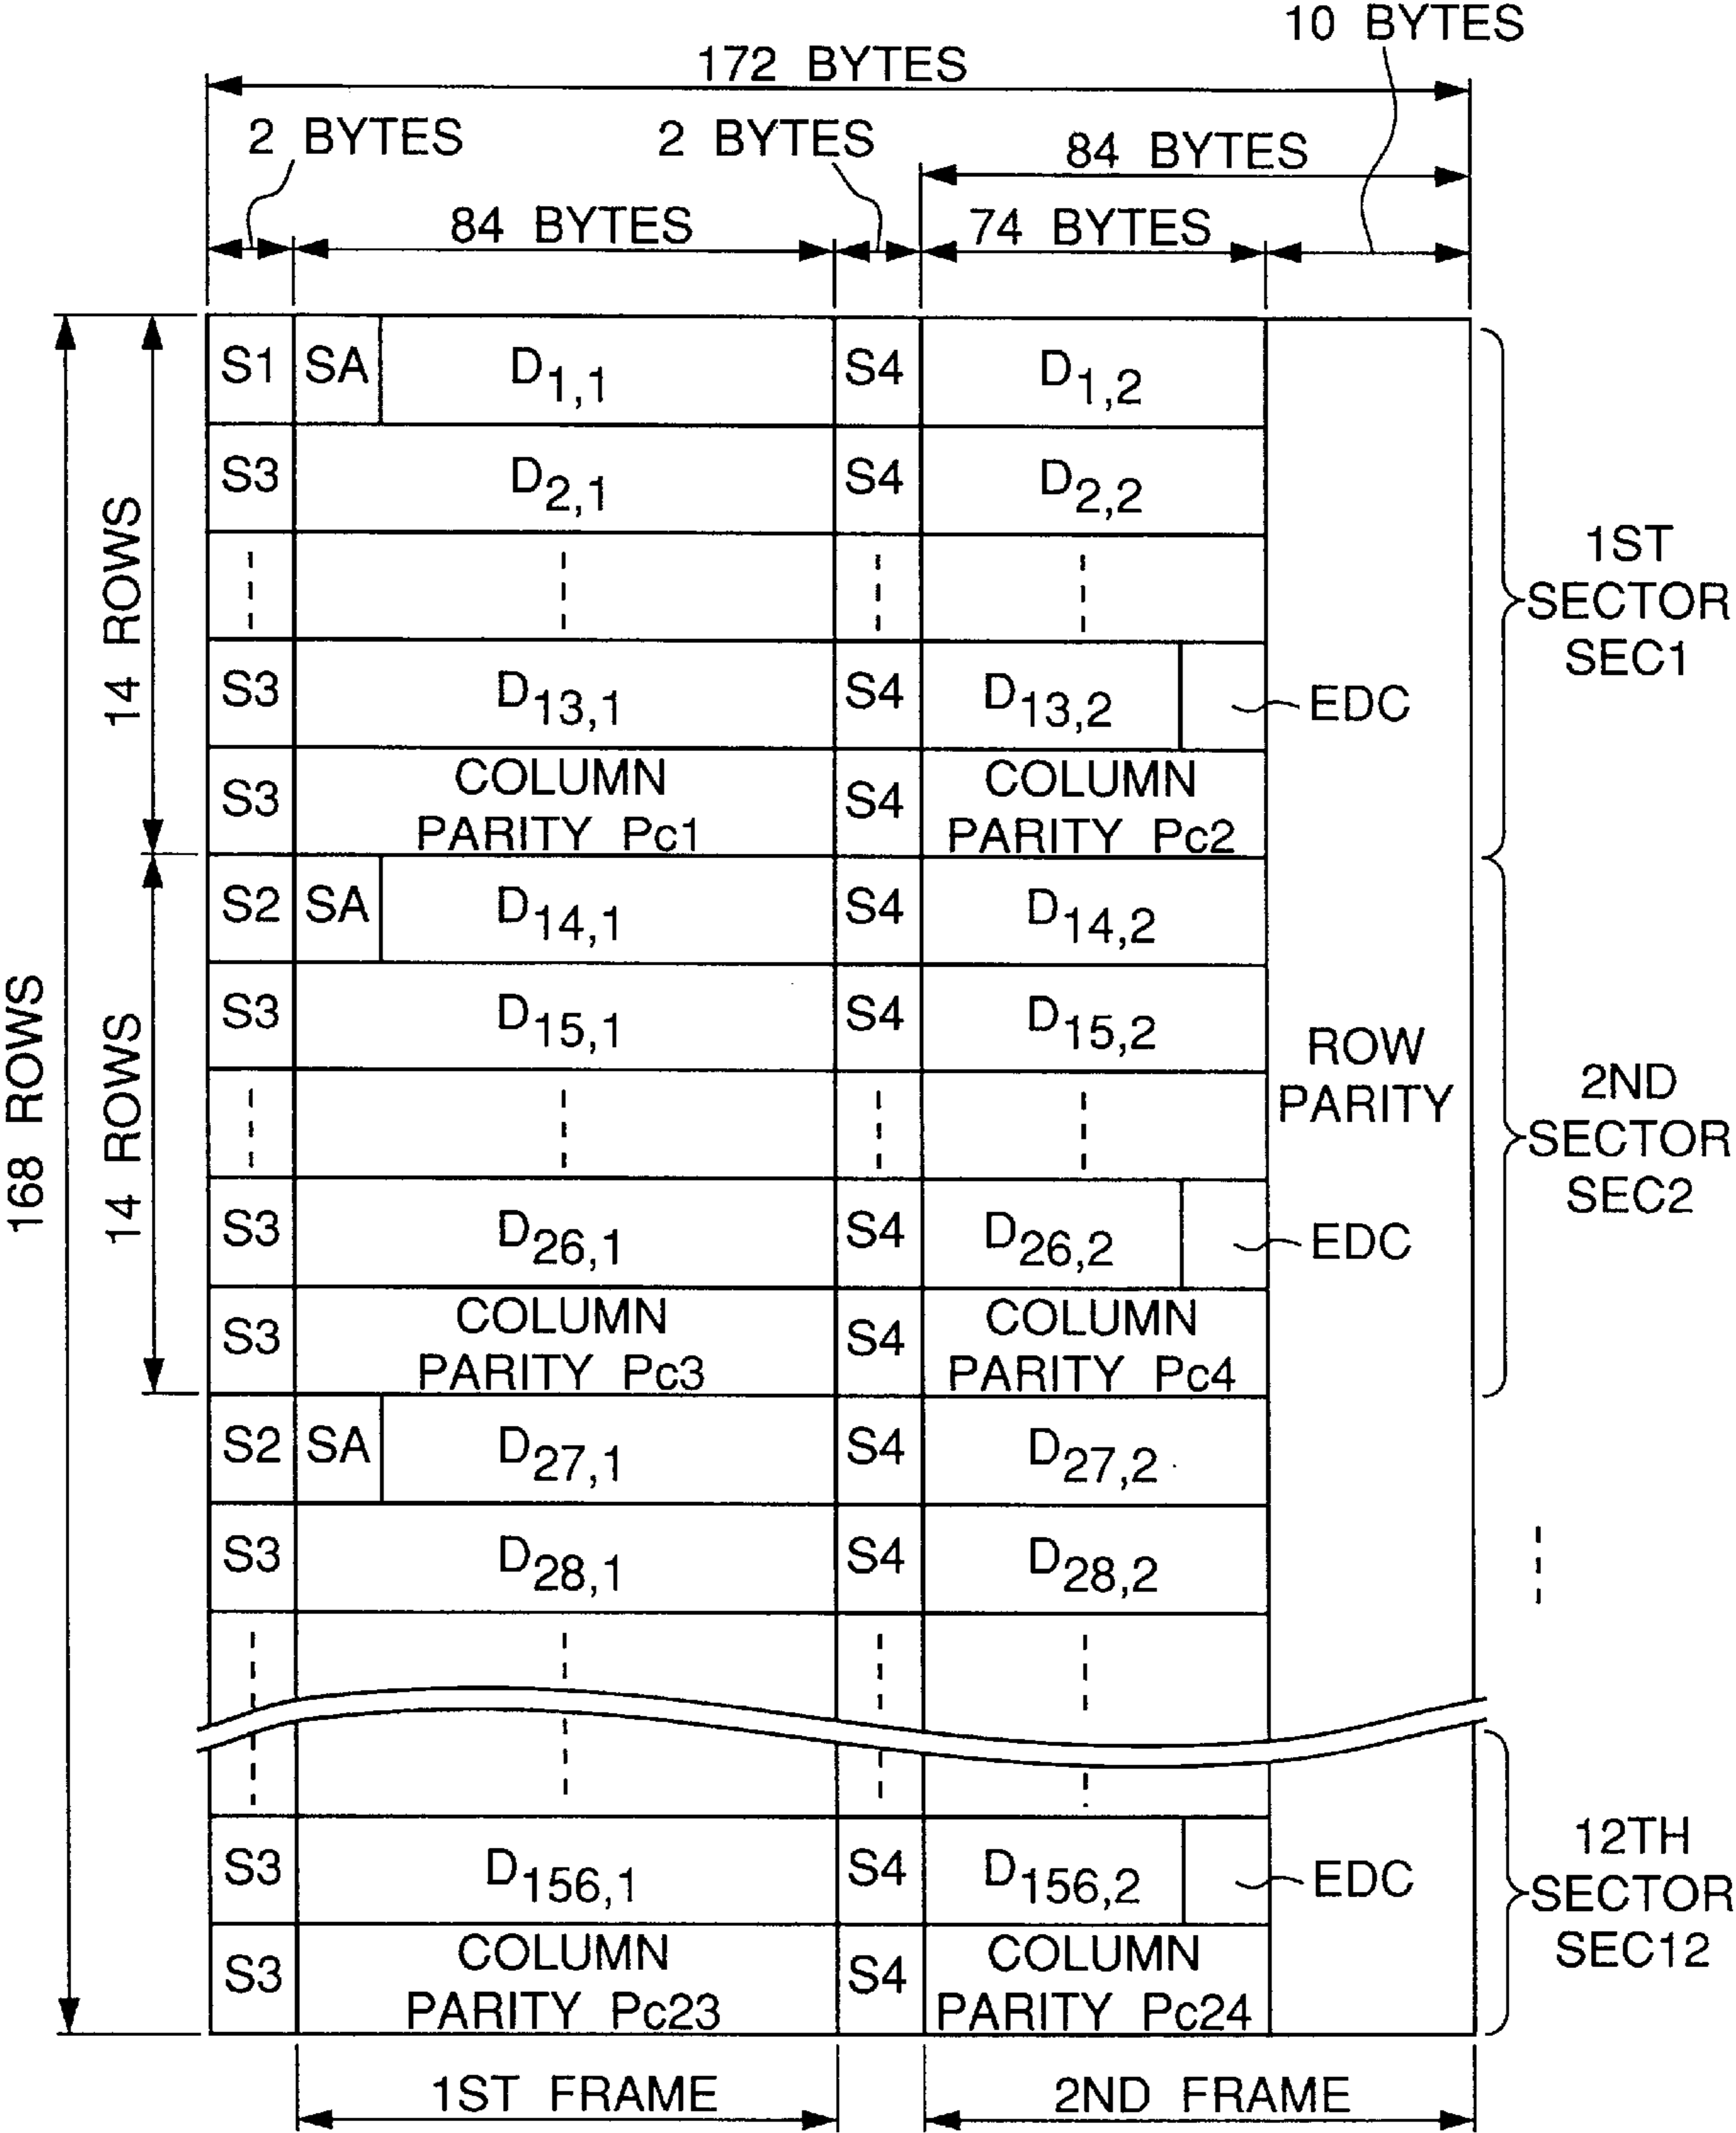 10 BYTES
172 BYTES
2 BYTES 2 BYTES 84 BYTES
84 BYTES 74 BYTES
S1 SA D1,1 S4 D1,2
S3 D2,1 S4 D2,2
14 ROWS
1ST
SECTOR
SEC1
S3 D13,1 S4 D13,2 EDC
S3 COLUMN
PARITY Pc1 S4 COLUMN
PARITY Pc2
S2 SA D14,1 S4 D14,2
S3 D15,1 S4 D15,2
ROW
PARITY
168 ROWS
14 ROWS
2ND
SECTOR
SEC2
S3 D26,1 S4 D26,2 EDC
S3 COLUMN
PARITY Pc3 S4 COLUMN
PARITY Pc4
S2 SA D27,1 S4 D27,2
S3 D28,1 S4 D28,2
S3 D156,1 S4 D156,2 EDC
12TH
SECTOR
SEC12
S3 COLUMN
PARITY Pc23 S4 COLUMN
PARITY Pc24
1ST FRAME 2ND FRAME